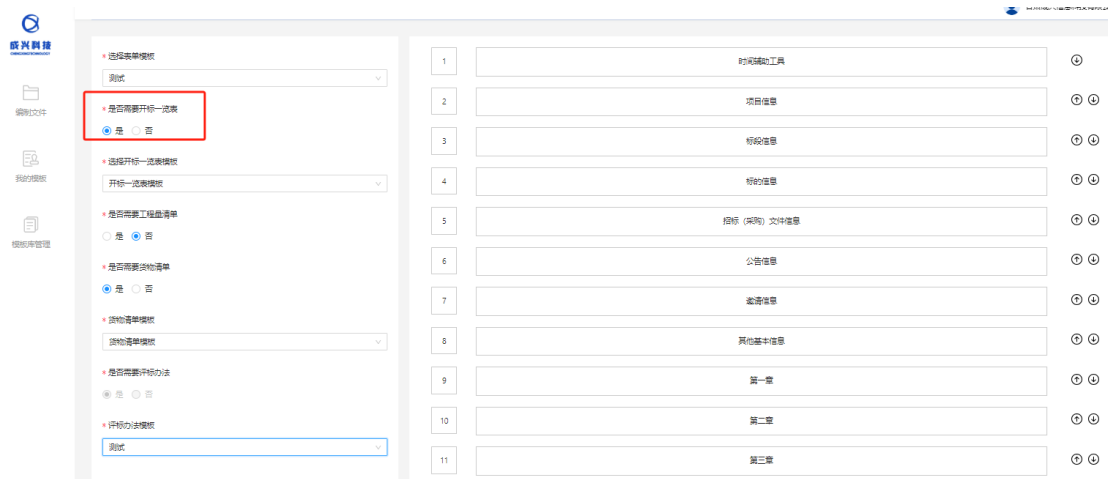 成兴科技
编制文件
我的模板
模板库管理
* 选择表单模板
测试
* 是否需要开标一览表
是 否
* 选择开标一览表模板
开标一览表模板
* 是否需要工程量清单
是 否
* 是否需要货物清单
是 否
* 货物清单模板
货物清单模板
* 是否需要评标办法
是 否
* 评标办法模板
测试
1 时间辅助工具
2 项目信息
3 标段信息
4 标的信息
5 招标（采购）文件信息
6 公告信息
7 邀请信息
8 其他基本信息
9 第一章
10 第二章
11 第三章